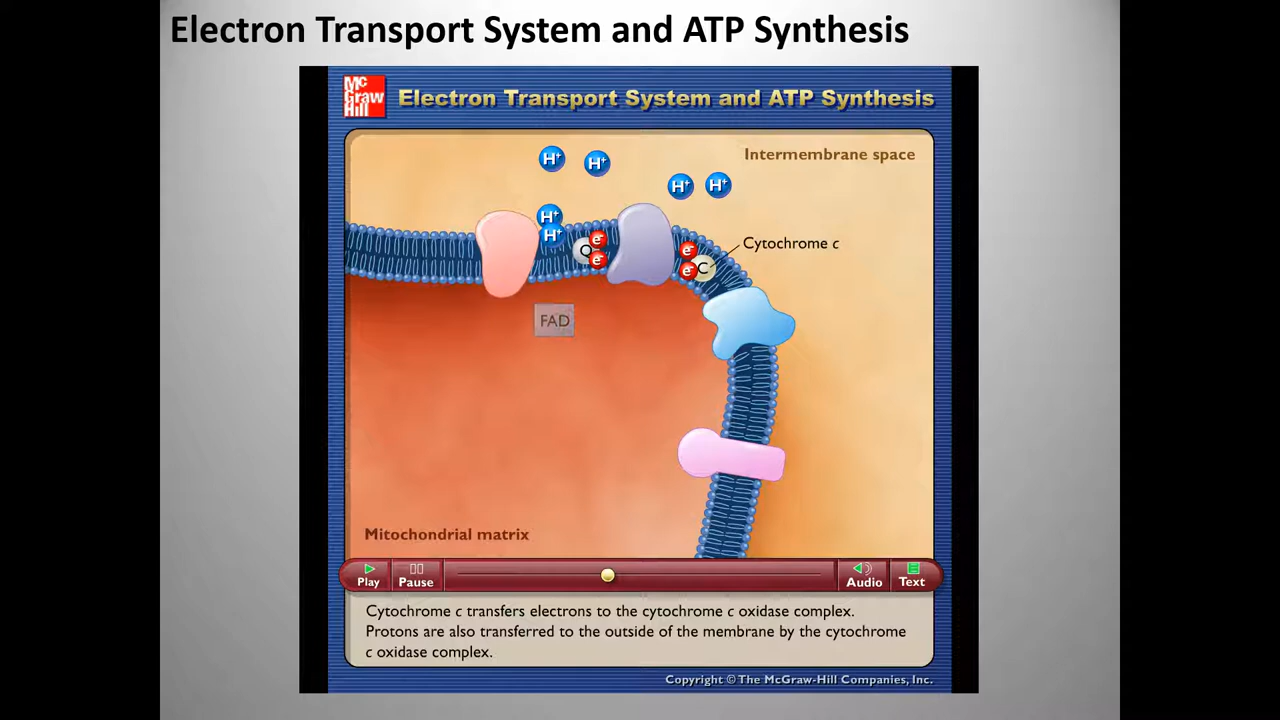 Electron Transport System and ATP Synthesis
Mc
Graw
Hill
Electron Transport System and ATP Synthesis
Intermembrane space
H+ H+
H+ H+
H+
H+
Q e- e-
e- e- C
Cytochrome c
FAD
Mitochondrial matrix
Play Pause Audio Text
Cytochrome c transfers electrons to the cytochrome c oxidase complex.
Protons are also transferred to the outside of the membrane by the cytochrome
c oxidase complex.
Copyright © The McGraw-Hill Companies, Inc.